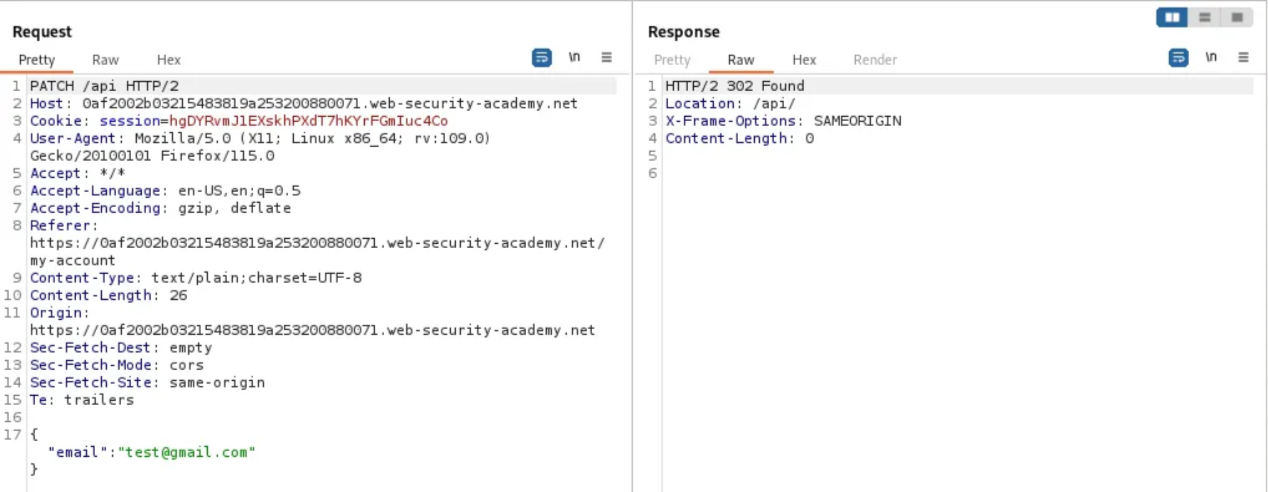 Request
Pretty Raw Hex
\n
1 PATCH /api HTTP/2
2 Host: 0af2002b03215483819a253200880071.web-security-academy.net
3 Cookie: session=hgDYRvmJ1EXskhPXdT7hKYrFGmIuc4Co
4 User-Agent: Mozilla/5.0 (X11; Linux x86_64; rv:109.0)
Gecko/20100101 Firefox/115.0
5 Accept: */*
6 Accept-Language: en-US,en;q=0.5
7 Accept-Encoding: gzip, deflate
8 Referer:
https://0af2002b03215483819a253200880071.web-security-academy.net/
my-account
9 Content-Type: text/plain;charset=UTF-8
10 Content-Length: 26
11 Origin:
https://0af2002b03215483819a253200880071.web-security-academy.net
12 Sec-Fetch-Dest: empty
13 Sec-Fetch-Mode: cors
14 Sec-Fetch-Site: same-origin
15 Te: trailers
16
17 {
"email":"test@gmail.com"
}
Response
Pretty Raw Hex Render
\n
1 HTTP/2 302 Found
2 Location: /api/
3 X-Frame-Options: SAMEORIGIN
4 Content-Length: 0
5
6